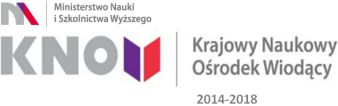 Ministerstwo Nauki
i Szkolnictwa Wyższego
KNOW
Krajowy Naukowy
Ośrodek Wiodący
2014-2018